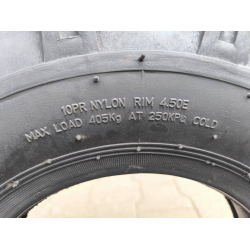 10PR NYLON RIM 4.50E
MAX. LOAD 405Kg AT 250KPa COLD